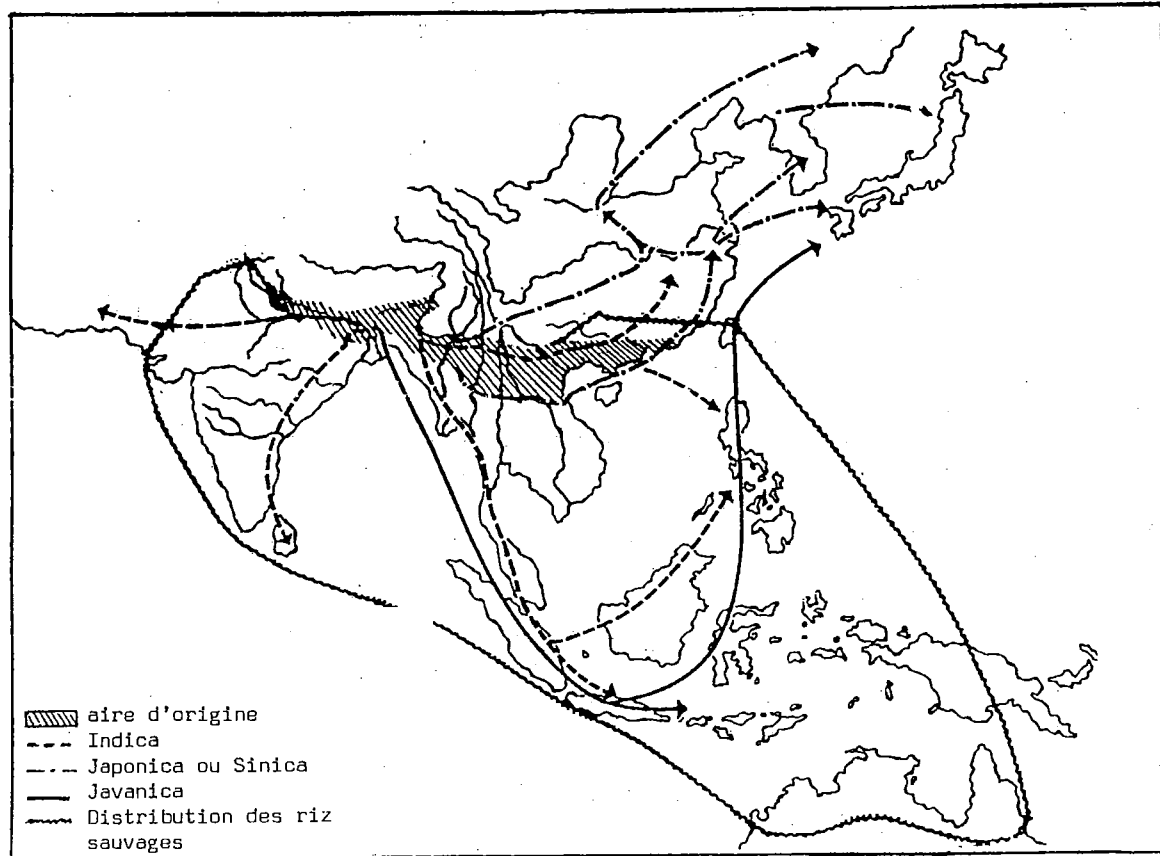 aire d'origine
Indica
Japonica ou Sinica
Javanica
Distribution des riz
sauvages